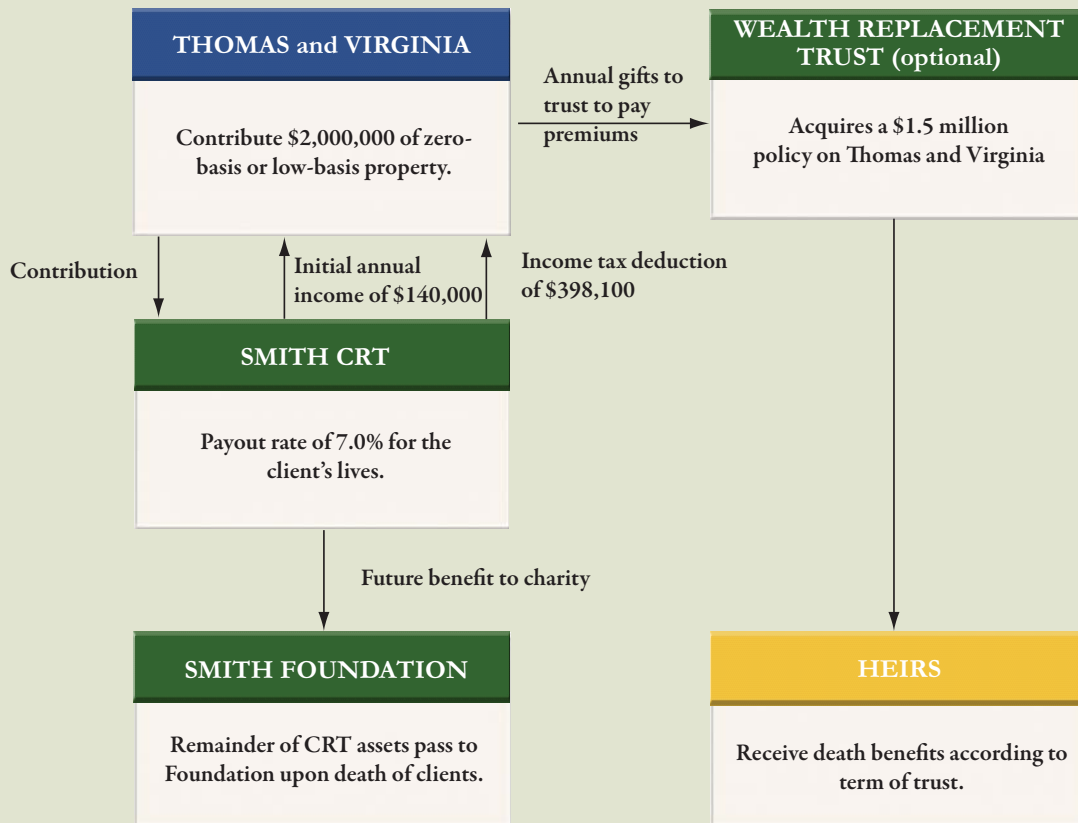 THOMAS and VIRGINIA
Contribute $2,000,000 of zero-
basis or low-basis property.
Annual gifts to
trust to pay
premiums
WEALTH REPLACEMENT
TRUST (optional)
Acquires a $1.5 million
policy on Thomas and Virginia
Contribution
Initial annual
income of $140,000
Income tax deduction
of $398,100
SMITH CRT
Payout rate of 7.0% for the
client’s lives.
Future benefit to charity
SMITH FOUNDATION
Remainder of CRT assets pass to
Foundation upon death of clients.
HEIRS
Receive death benefits according to
term of trust.